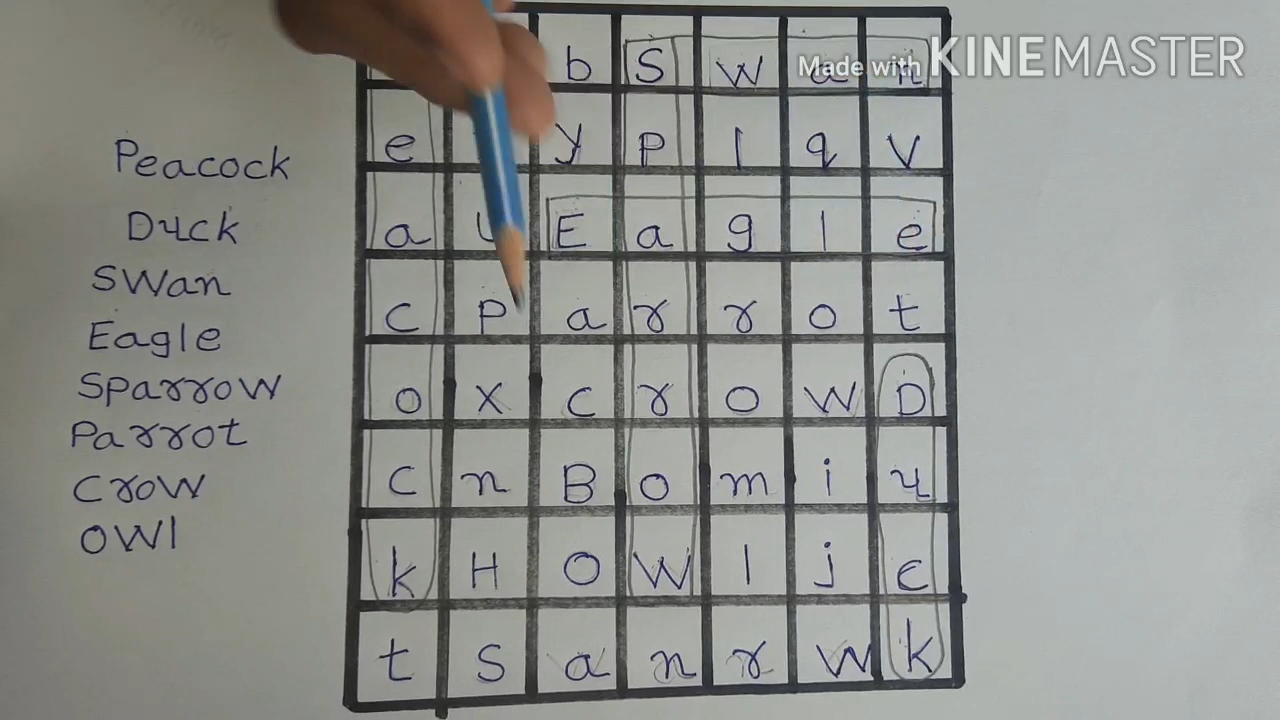 Made with KINEMASTER
b S w a n
e y p l q v
Peacock
a E a g l e
Duck
Swan
c P a r r o t
Eagle
Sparrow
o x c r o w D
Parrot
Crow
c n B o m i u
Owl
k H O W l j c
t S a n r w k